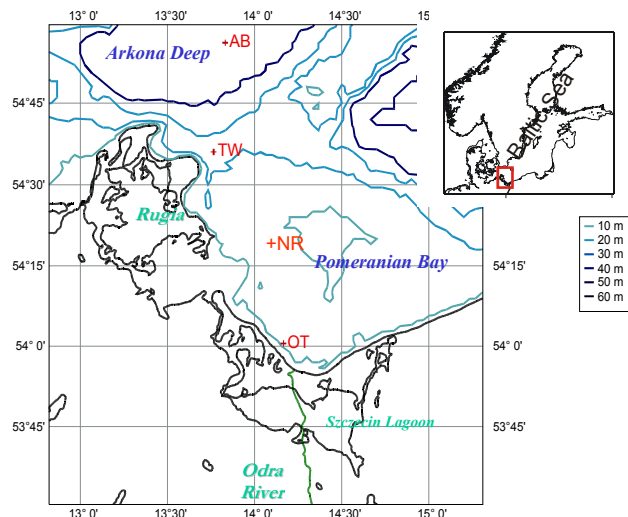 13° 0'
13°30'
14° 0'
14°30'
15
AB
Arkona Deep
54°45'
Baltic Sea
TW
54°30'
Rugia
NR
Pomeranian Bay
54°15'
54°15'
10 m
20 m
30 m
40 m
50 m
60 m
OT
54° 0'
54° 0'
53°45'
53°45'
Szczecin Lagoon
Odra
River
13° 0'
13°30'
14° 0'
14°30'
15° 0'